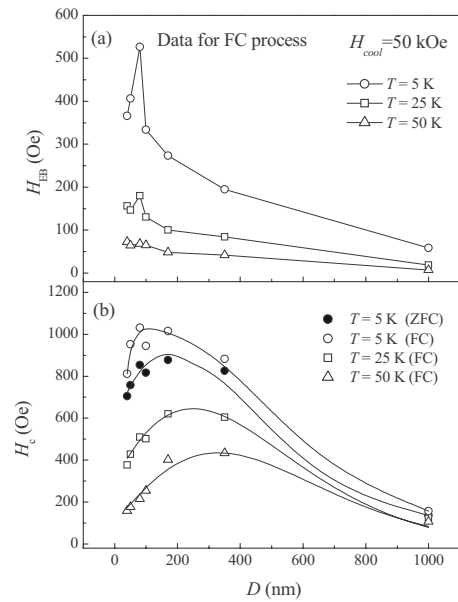 (a)
Data for FC process
H_cool=50 kOe
T = 5 K
T = 25 K
T = 50 K
H_EB (Oe)
600
500
400
300
200
100
0
(b)
T = 5 K (ZFC)
T = 5 K (FC)
T = 25 K (FC)
T = 50 K (FC)
H_c (Oe)
1200
1000
800
600
400
200
0
0 200 400 600 800 1000
D (nm)